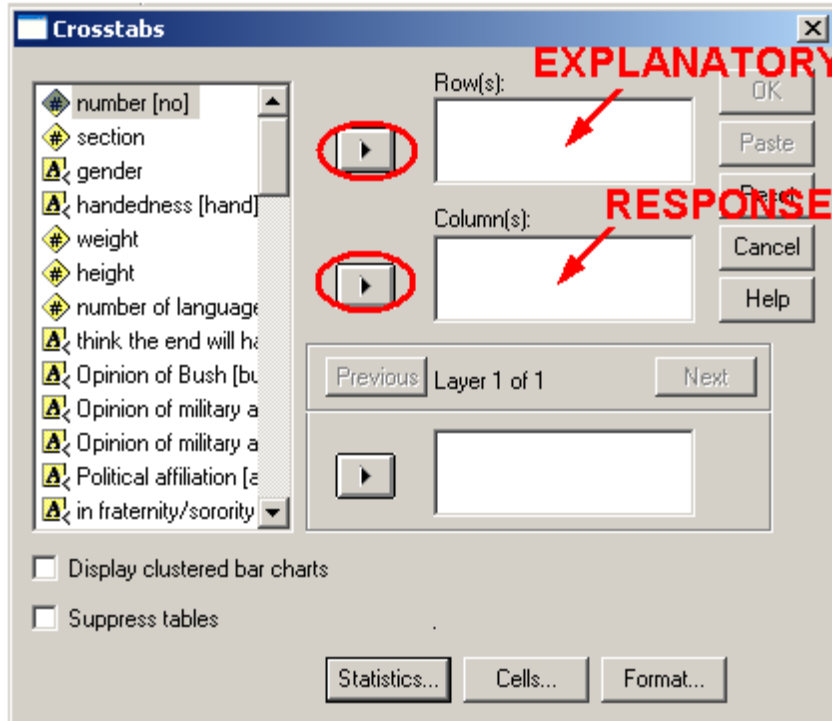 Crosstabs
EXPLANATORY
Row(s):
number [no]
section
gender
handedness [hand]
weight
height
number of language
think the end will ha
Opinion of Bush [bu
Opinion of military a
Opinion of military a
Political affiliation [a
in fraternity/sorority
RESPONSE
Column(s):
OK
Paste
Reset
Cancel
Help
Previous
Layer 1 of 1
Next
Display clustered bar charts
Suppress tables
Statistics...
Cells...
Format...